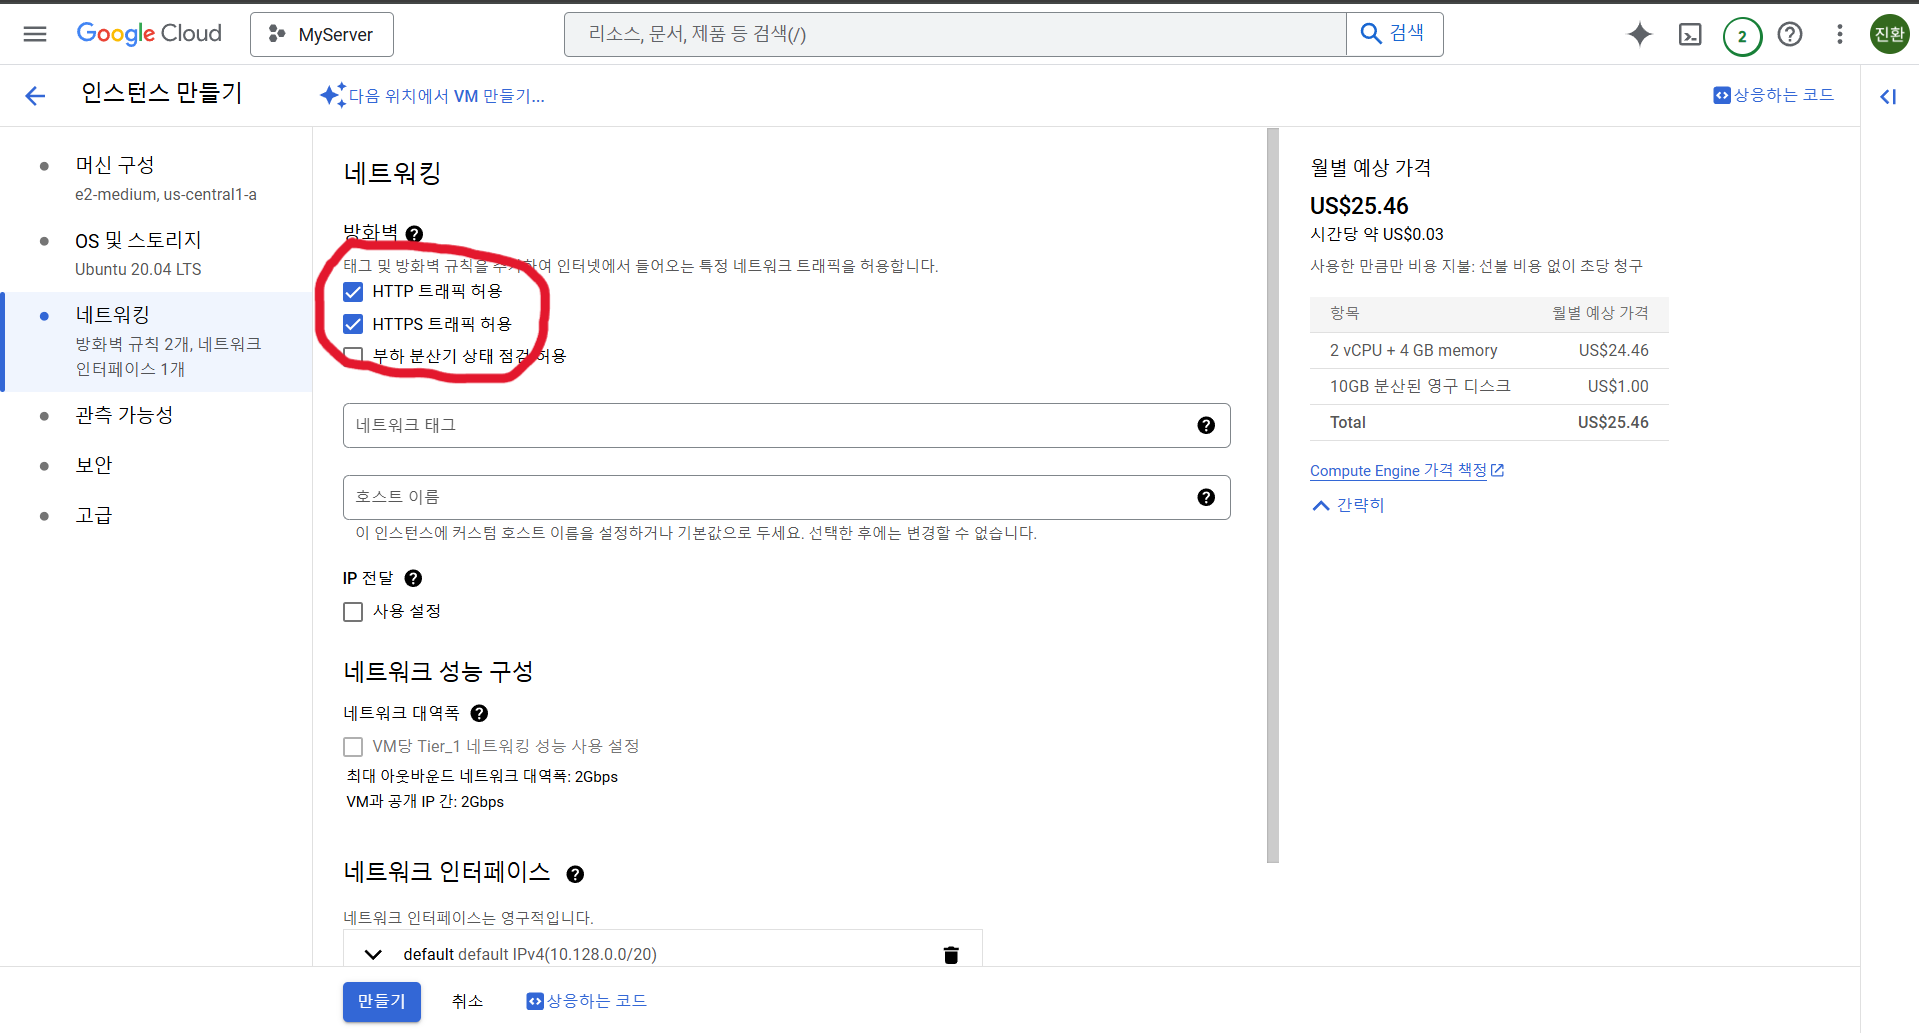 Google Cloud
MyServer
리소스, 문서, 제품 등 검색(/)
검색
2
진환
인스턴스 만들기
다음 위치에서 VM 만들기...
상응하는 코드
머신 구성
e2-medium, us-central1-a
OS 및 스토리지
Ubuntu 20.04 LTS
네트워킹
방화벽 규칙 2개, 네트워크
인터페이스 1개
관측 가능성
보안
고급
네트워킹
방화벽
태그 및 방화벽 규칙을 추가하여 인터넷에서 들어오는 특정 네트워크 트래픽을 허용합니다.
HTTP 트래픽 허용
HTTPS 트래픽 허용
부하 분산기 상태 점검 허용
네트워크 태그
호스트 이름
이 인스턴스에 커스텀 호스트 이름을 설정하거나 기본값으로 두세요. 선택한 후에는 변경할 수 없습니다.
IP 전달
사용 설정
네트워크 성능 구성
네트워크 대역폭
VM당 Tier_1 네트워킹 성능 사용 설정
최대 아웃바운드 네트워크 대역폭: 2Gbps
VM과 공개 IP 간: 2Gbps
네트워크 인터페이스
네트워크 인터페이스는 영구적입니다.
default default IPv4(10.128.0.0/20)
만들기
취소
상응하는 코드
월별 예상 가격
US$25.46
시간당 약 US$0.03
사용한 만큼만 비용 지불: 선불 비용 없이 초당 청구
항목 월별 예상 가격
2 vCPU + 4 GB memory US$24.46
10GB 분산된 영구 디스크 US$1.00
Total US$25.46
Compute Engine 가격 책정
간략히